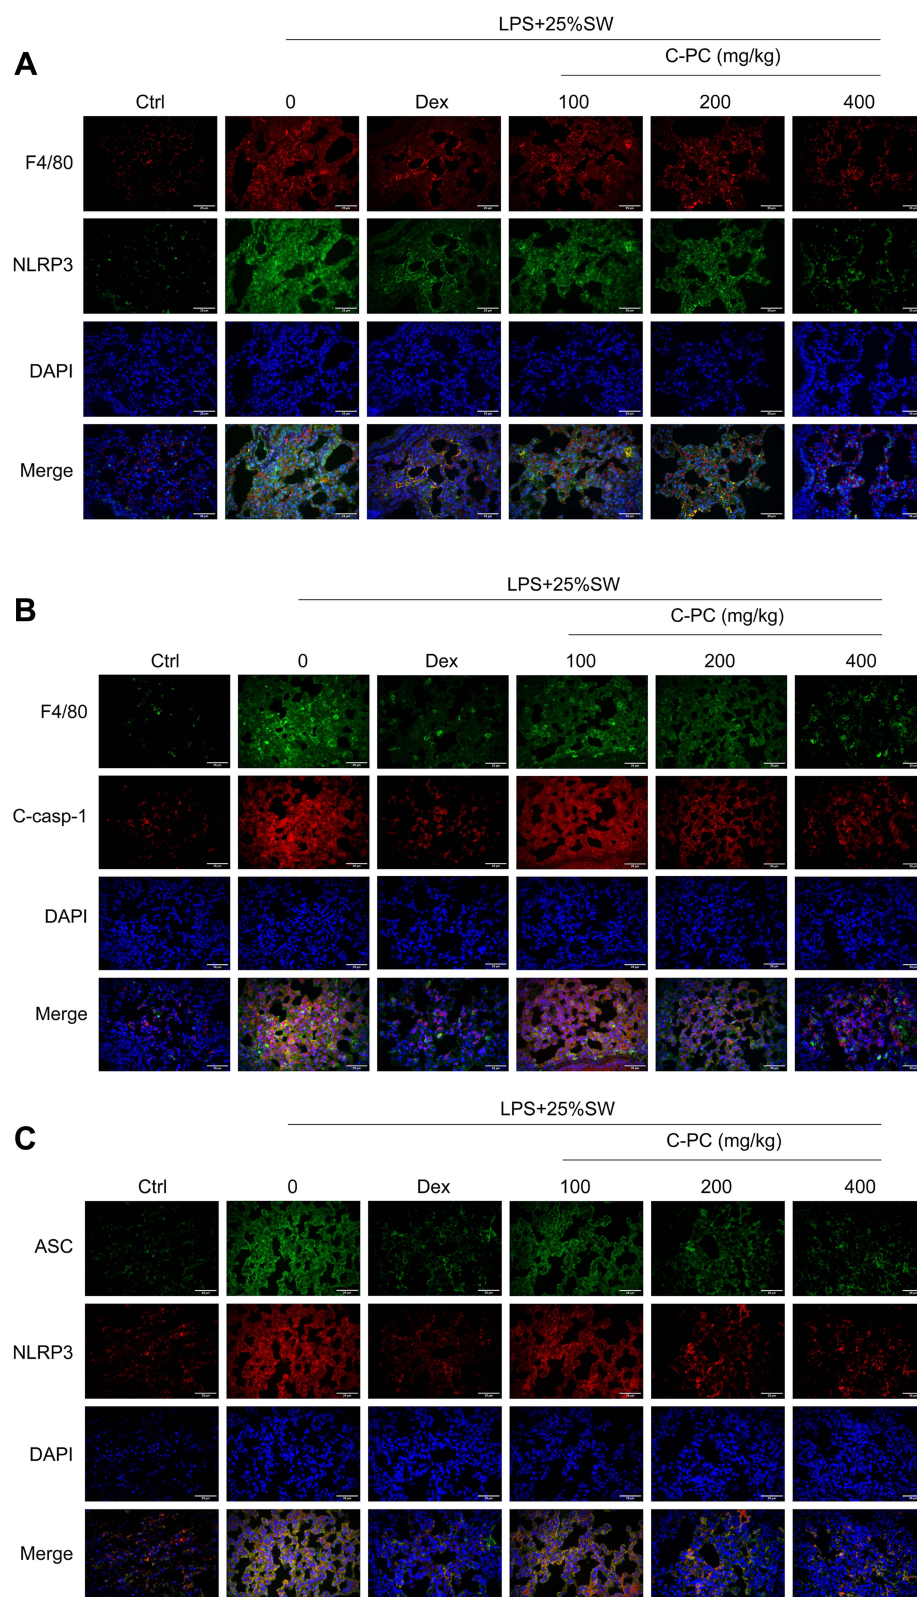 LPS+25%SW
A
C-PC (mg/kg)
Ctrl 0 Dex 100 200 400
F4/80
NLRP3
DAPI
Merge
LPS+25%SW
B
C-PC (mg/kg)
Ctrl 0 Dex 100 200 400
F4/80
C-casp-1
DAPI
Merge
LPS+25%SW
C
C-PC (mg/kg)
Ctrl 0 Dex 100 200 400
ASC
NLRP3
DAPI
Merge